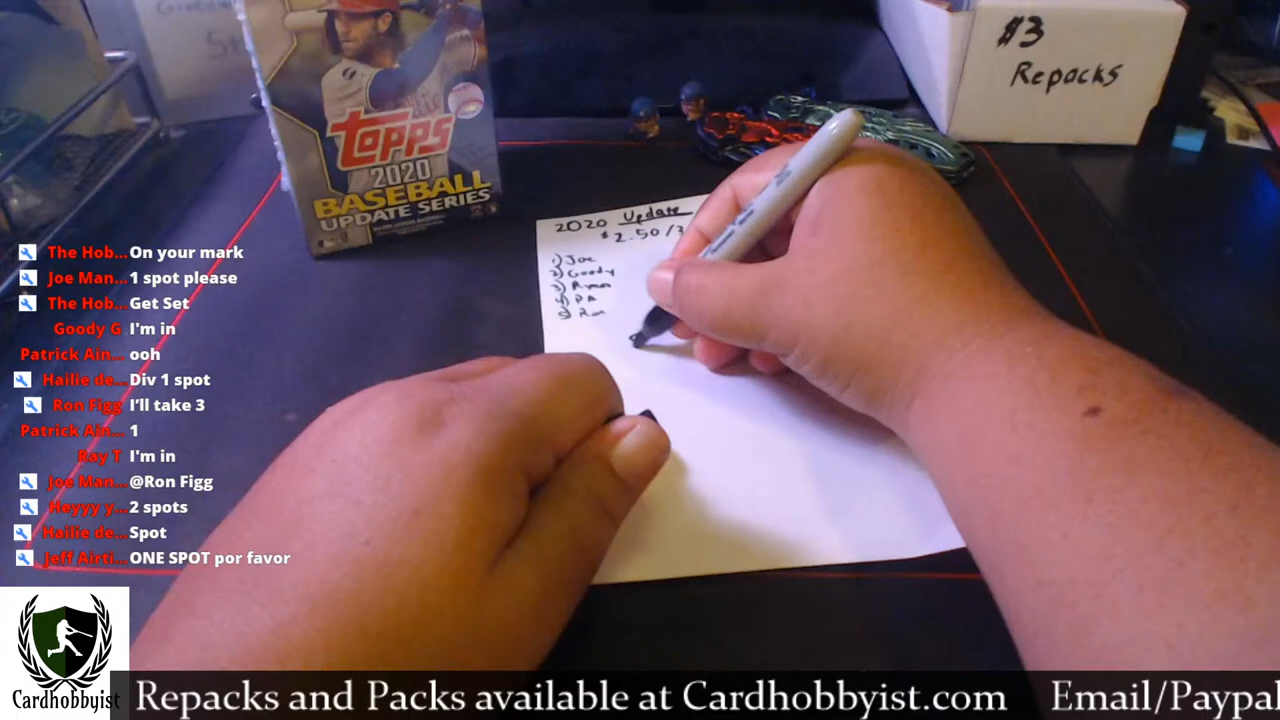 $3
Repacks
TOPPS
2020
BASEBALL
UPDATE SERIES
2020 Update
$2.50/3
1) Joe
2) Goody
3) Ryan
4) PA
5) Ron
The Hob... On your mark
Joe Man... 1 spot please
The Hob... Get Set
Goody G I'm in
Patrick Ain... ooh
Hailie de... Div 1 spot
Ron Figg I'll take 3
Patrick Ain... 1
Ray T I'm in
Joe Man... @Ron Figg
Heyyy y... 2 spots
Hailie de... Spot
Jeff Airti... ONE SPOT por favor
Cardhobbyist
Repacks and Packs available at Cardhobbyist.com Email/Paypal